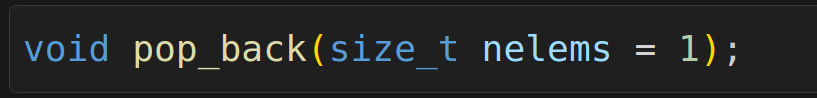 void pop_back(size_t nelems = 1);